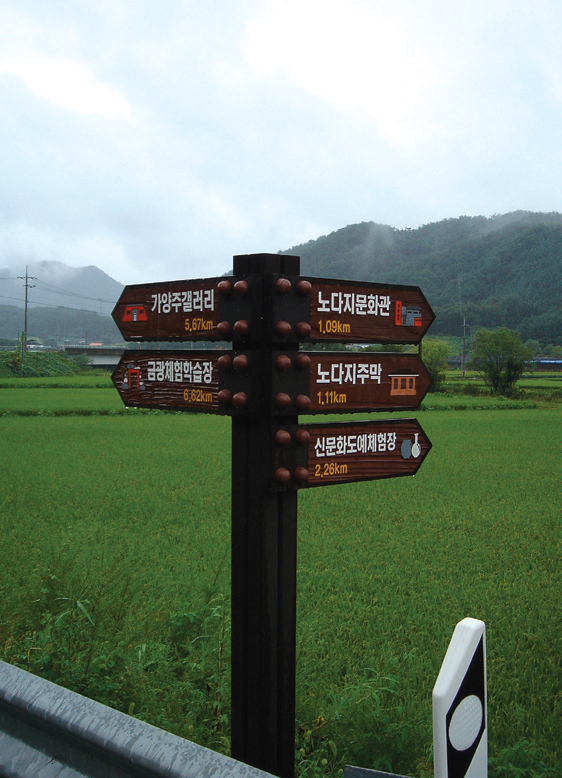 가양주갤러리
5.67km
금광체험학습장
6.62km
노다지문화관
1.09km
노다지주막
1.11km
신문화도예체험장
2.26km